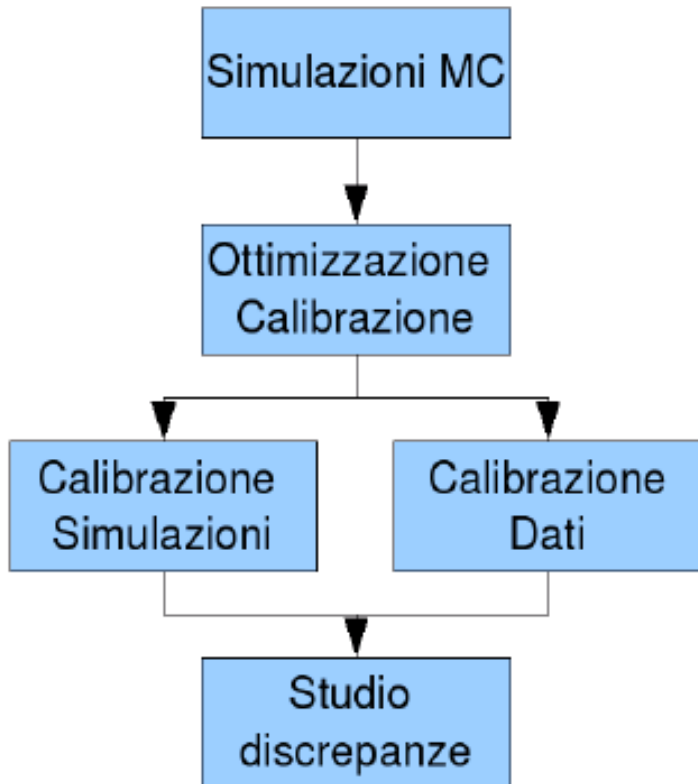 Simulazioni MC
Ottimizzazione
Calibrazione
Calibrazione
Simulazioni
Calibrazione
Dati
Studio
discrepanze